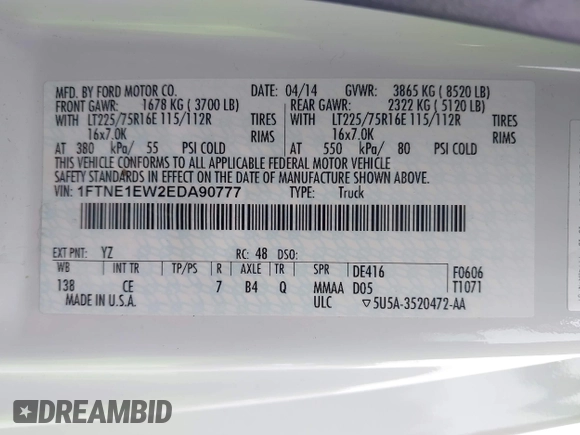 MFD. BY FORD MOTOR CO. DATE: 04/14 GVWR: 3865 KG ( 8520 LB)
FRONT GAWR: 1678 KG ( 3700 LB) REAR GAWR: 2322 KG ( 5120 LB)
WITH LT225/75R16E 115/112R TIRES WITH LT225/75R16E 115/112R TIRES
16x7.0K RIMS 16x7.0K RIMS
AT 380 kPa/ 55 PSI COLD AT 550 kPa/ 80 PSI COLD
THIS VEHICLE CONFORMS TO ALL APPLICABLE FEDERAL MOTOR VEHICLE
SAFETY STANDARDS IN EFFECT ON THE DATE OF MANUFACTURE SHOWN ABOVE.
VIN: 1FTNE1EW2EDA90777 TYPE: Truck
EXT PNT: YZ RC: 48 DSO:
WB INT TR TP/PS R AXLE TR SPR DE416 F0606
138 CE 7 B4 Q MMAA D05 T1071
MADE IN U.S.A. ULC ▽5U5A-3520472-AA
DREAMBID